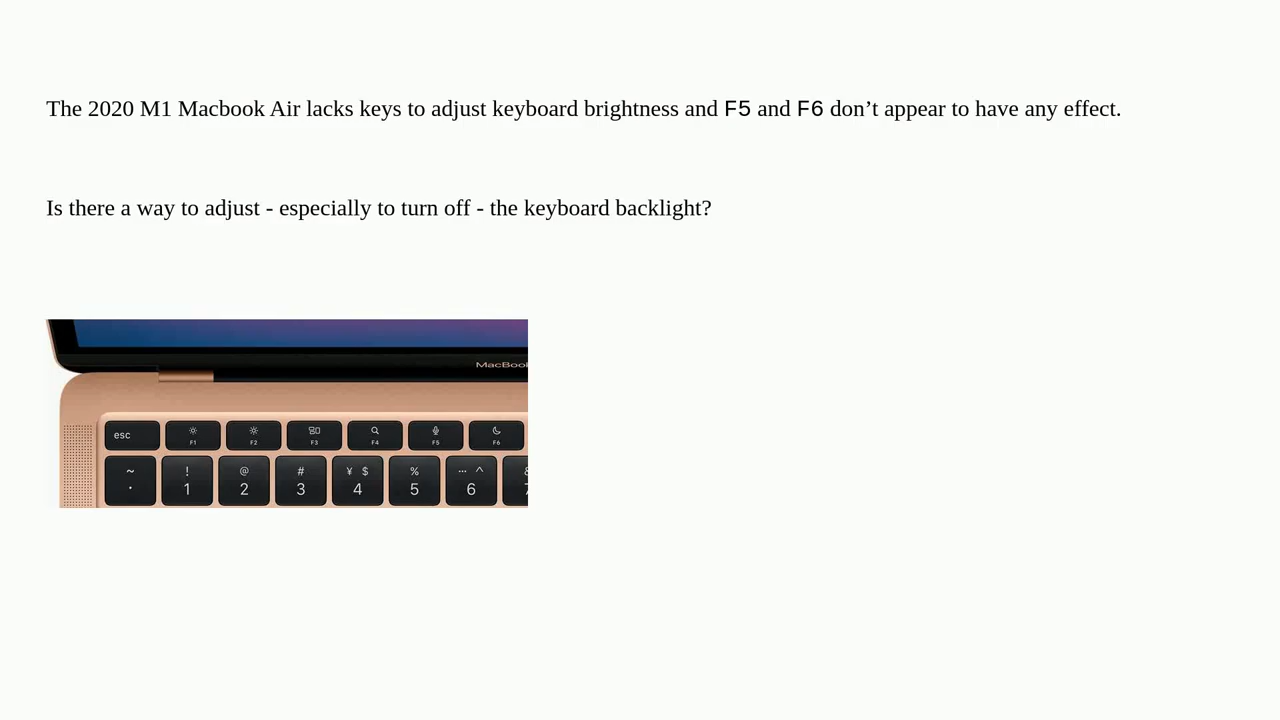 The 2020 M1 Macbook Air lacks keys to adjust keyboard brightness and F5 and F6 don’t appear to have any effect.
Is there a way to adjust - especially to turn off - the keyboard backlight?
MacBook
esc F1 F2 F3 F4 F5 F6
~ ! @ # ¥ $ % ... ^
1 2 3 4 5 6 7